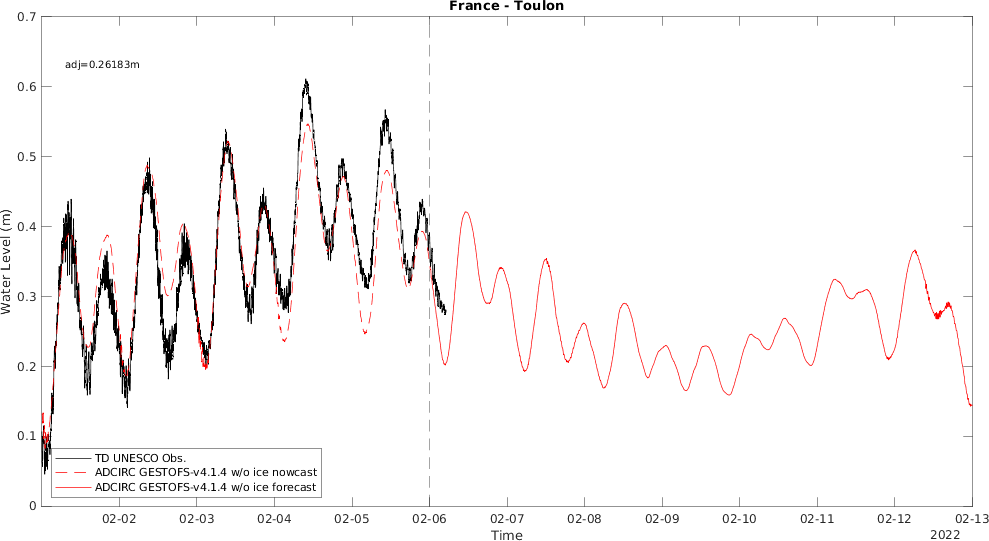 France - Toulon
adj=0.26183m
0.7
0.6
0.5
0.4
0.3
0.2
0.1
0
Water Level (m)
TD UNESCO Obs.
ADCIRC GESTOFS-v4.1.4 w/o ice nowcast
ADCIRC GESTOFS-v4.1.4 w/o ice forecast
02-02 02-03 02-04 02-05 02-06 02-07 02-08 02-09 02-10 02-11 02-12 02-13
Time
2022